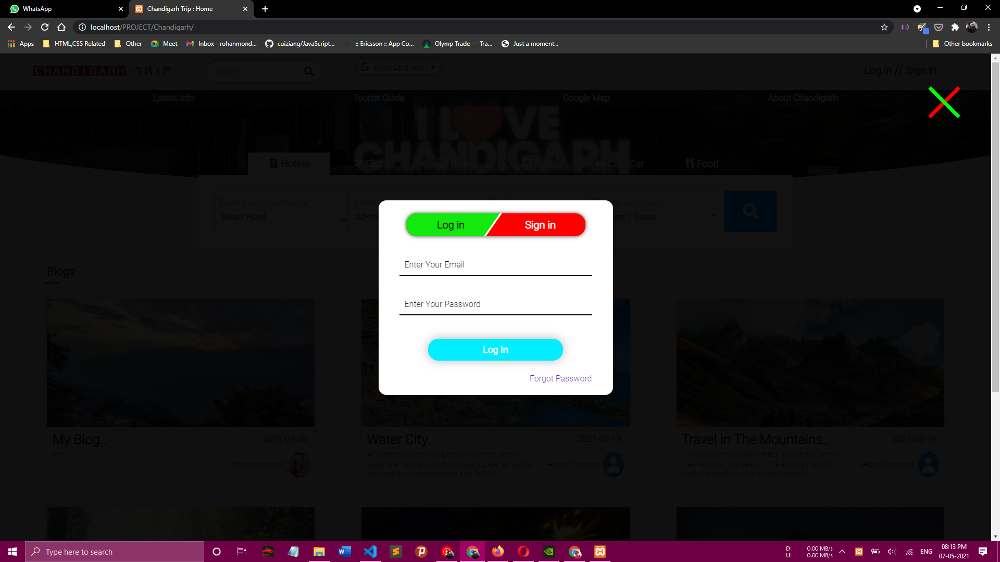 WhatsApp
Chandigarh Trip : Home
localhost/PROJECT/Chandigarh/
Apps
HTML,CSS Related
Other
Meet
Inbox - rohanmond...
cuiziang/JavaScript...
:: Ericsson :: App Co...
Olymp Trade — Tra...
Just a moment...
Other bookmarks
CHANDIGARH TRIP
Search
Select Language
Log in // Sign in
Latest Info
Tourist Guide
Google Map
About Chandigarh
I LOVE
CHANDIGARH
Hotels
Flight
Train
Cab/Car
Food
Destination/Hotel Name
Select Hotel
Check-
dd-m
and Guests
om, 1 Guest
Log in
Sign in
Enter Your Email
Enter Your Password
Log In
Forgot Password
Blogs
My Blog..
2021-04-08
sr b...
harish chander
Water City..
2021-03-19
At Watercity Waterpark the enjoyment of the
water element is fully maximized! Experience the
wide range of watergames and feel lik...
Harish chander
Travel in The Mountains..
2021-03-19
The serene tranquility of the mountains or the
free winds of the beach? The adrenaline rush
from the peaks or the gentle caressin...
Harish chander
Type here to search
D: 0.00 MB/s
U: 0.00 MB/s
ENG
08:13 PM
07-05-2021